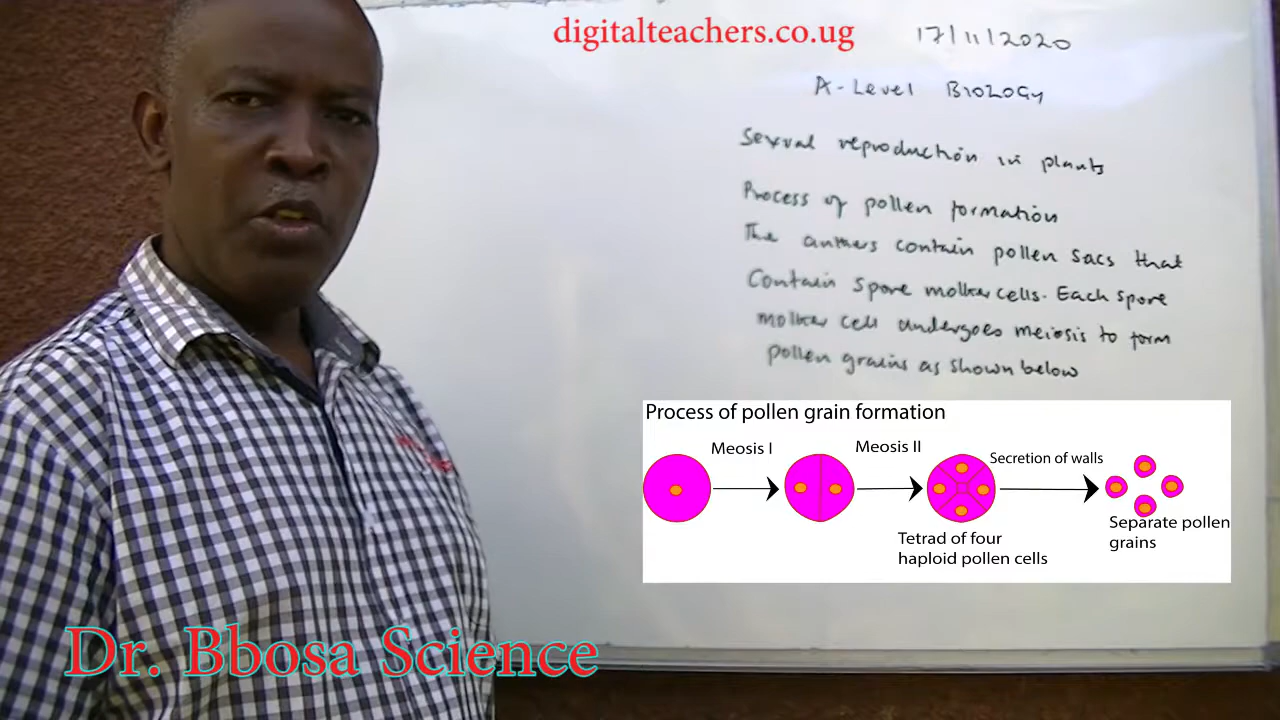 digitalteachers.co.ug
17/11/2020
A-Level BIOLOGY
Sexual reproduction in plants
Process of pollen formation
The anthers contain pollen sacs that
Contain spore mother cells. Each spore
mother cell undergoes meiosis to form
pollen grains as shown below
Process of pollen grain formation
Meosis I
Meosis II
Secretion of walls
Tetrad of four
haploid pollen cells
Separate pollen
grains
Dr. Bbosa Science